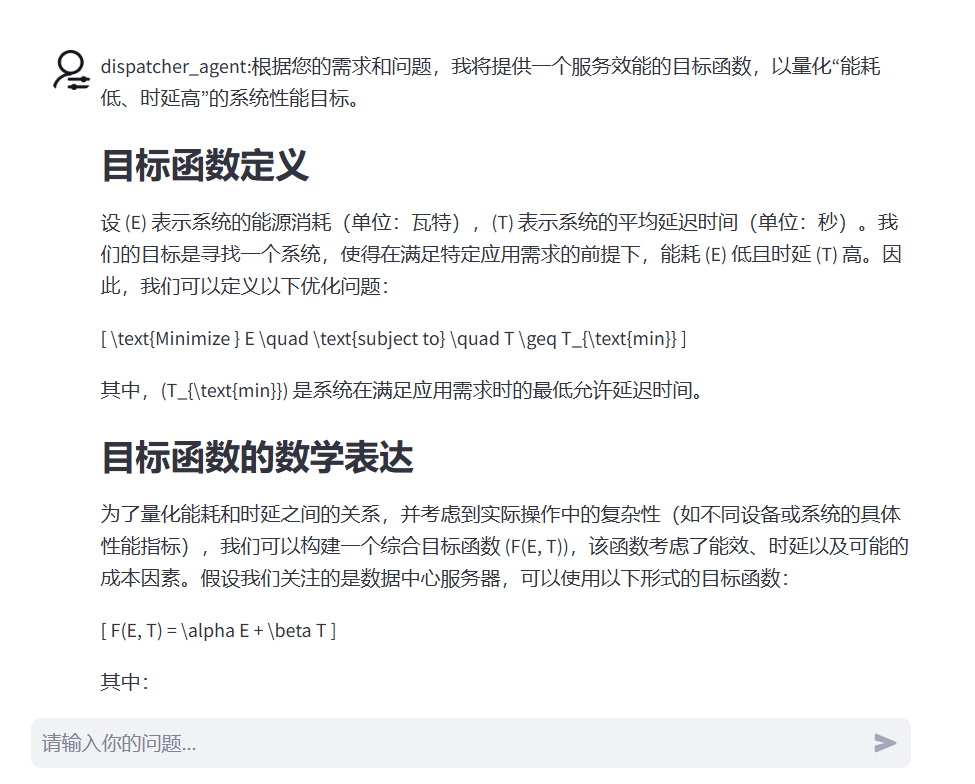 dispatcher_agent:根据您的需求和问题，我将提供一个服务效能的目标函数，以量化“能耗
低、时延高”的系统性能目标。
目标函数定义
设 (E) 表示系统的能源消耗（单位：瓦特），(T) 表示系统的平均延迟时间（单位：秒）。我
们的目标是寻找一个系统，使得在满足特定应用需求的前提下，能耗 (E) 低且时延 (T) 高。因
此，我们可以定义以下优化问题：
[ \text{Minimize } E \quad \text{subject to} \quad T \geq T_{\text{min}} ]
其中，(T_{\text{min}}) 是系统在满足应用需求时的最低允许延迟时间。
目标函数的数学表达
为了量化能耗和时延之间的关系，并考虑到实际操作中的复杂性（如不同设备或系统的具体
性能指标），我们可以构建一个综合目标函数 (F(E, T))，该函数考虑了能效、时延以及可能的
成本因素。假设我们关注的是数据中心服务器，可以使用以下形式的目标函数：
[ F(E, T) = \alpha E + \beta T ]
其中：
请输入你的问题...